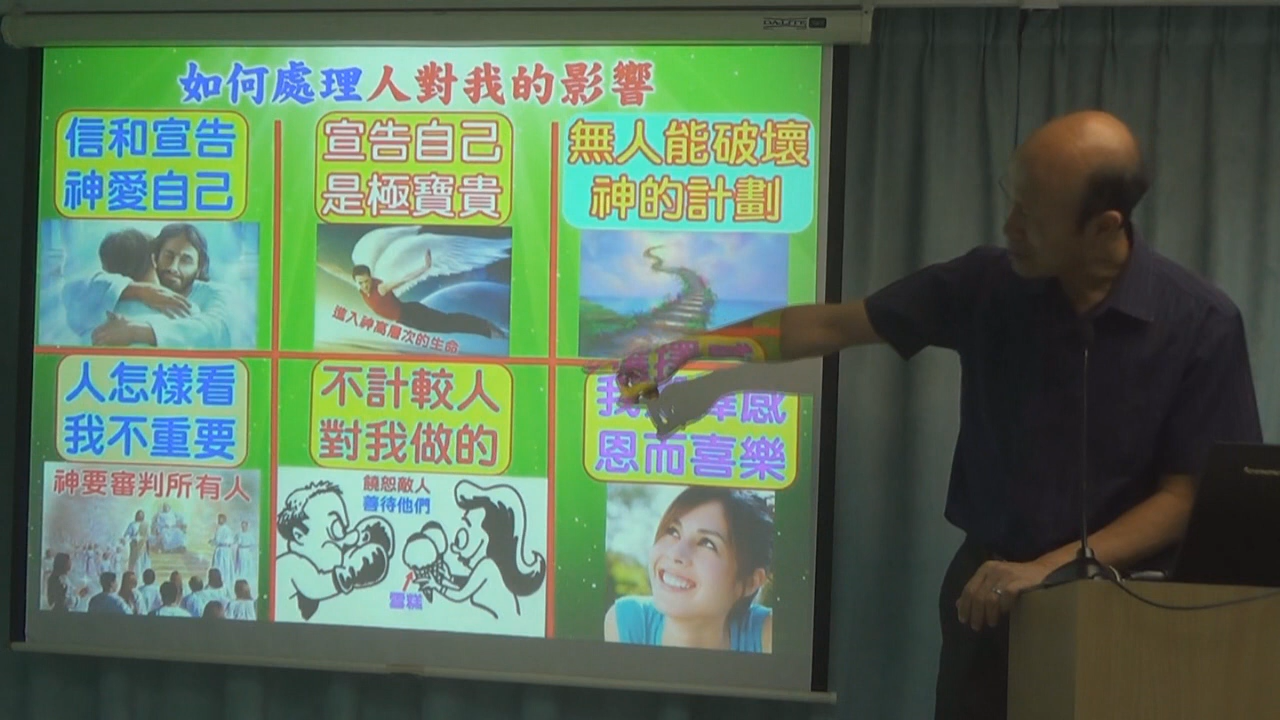 如何處理人對我的影響
信和宣告
神愛自己
宣告自己
是極寶貴
無人能破壞
神的計劃
進入神高層次的生命
人怎樣看
我不重要
神要審判所有人
不計較人
對我做的
饒恕敵人
善待他們
雪糕
我
感
恩而喜樂